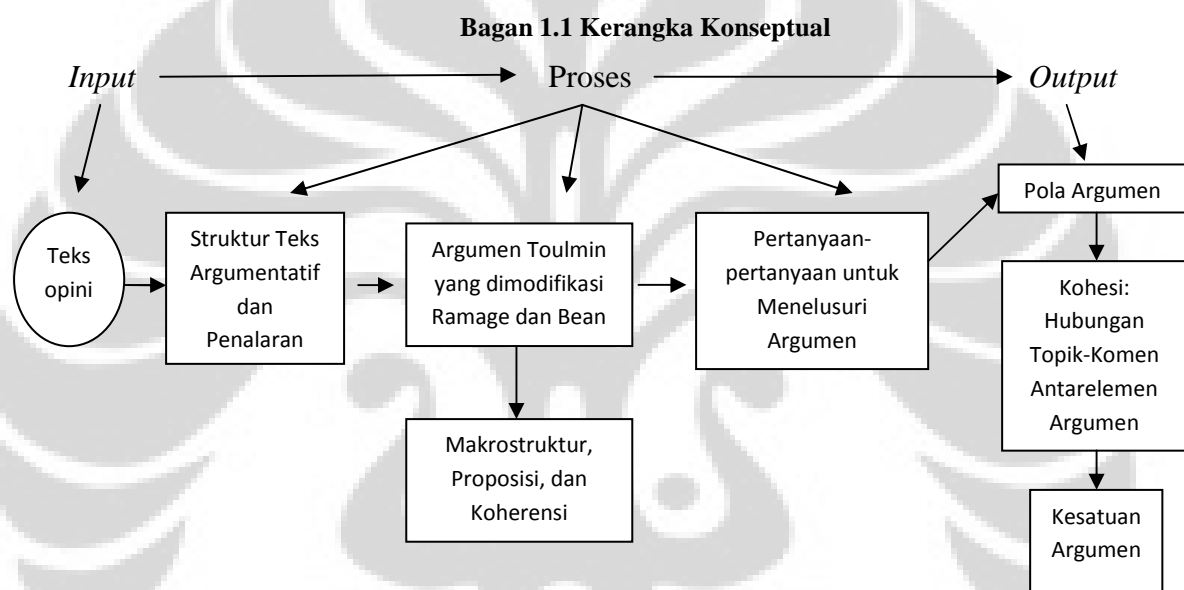 Bagan 1.1 Kerangka Konseptual
Input
Proses
Output
Teks
opini
Struktur Teks
Argumentatif
dan
Penalaran
Argumen Toulmin
yang dimodifikasi
Ramage dan Bean
Makrostruktur,
Proposisi, dan
Koherensi
Pertanyaan-
pertanyaan untuk
Menelusuri
Argumen
Pola Argumen
Kohesi:
Hubungan
Topik-Komen
Antarelemen
Argumen
Kesatuan
Argumen